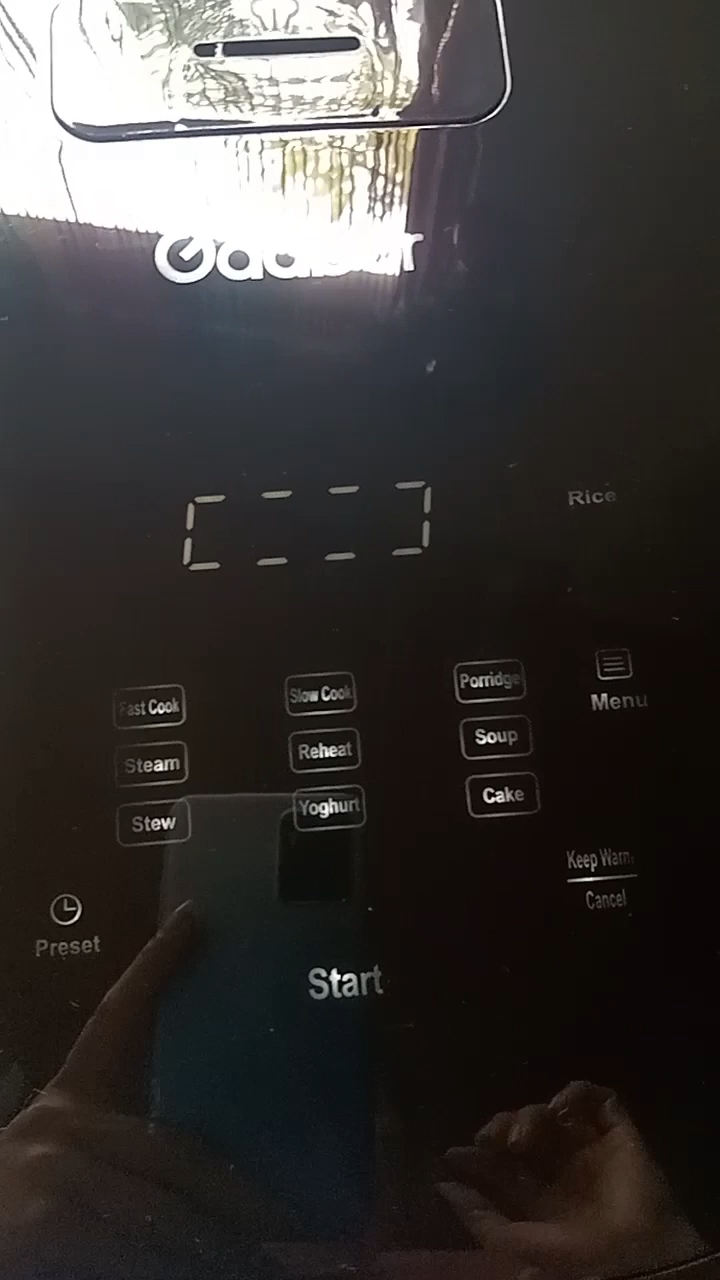 Rice
Fast Cook Slow Cook Porridge
Menu
Steam Reheat Soup
Stew Yoghurt Cake
Keep Warm
Cancel
Preset
Start